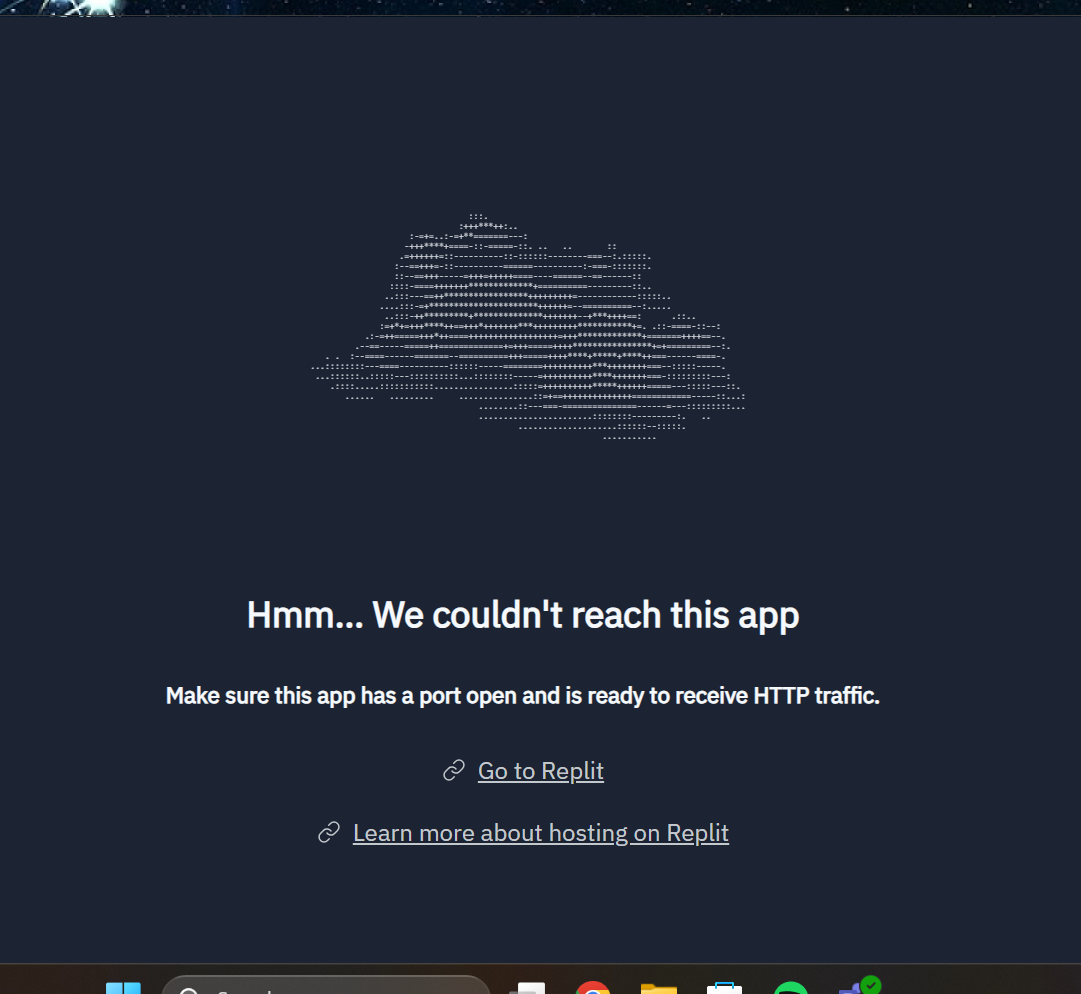 Hmm... We couldn't reach this app
Make sure this app has a port open and is ready to receive HTTP traffic.
Go to Replit
Learn more about hosting on Replit